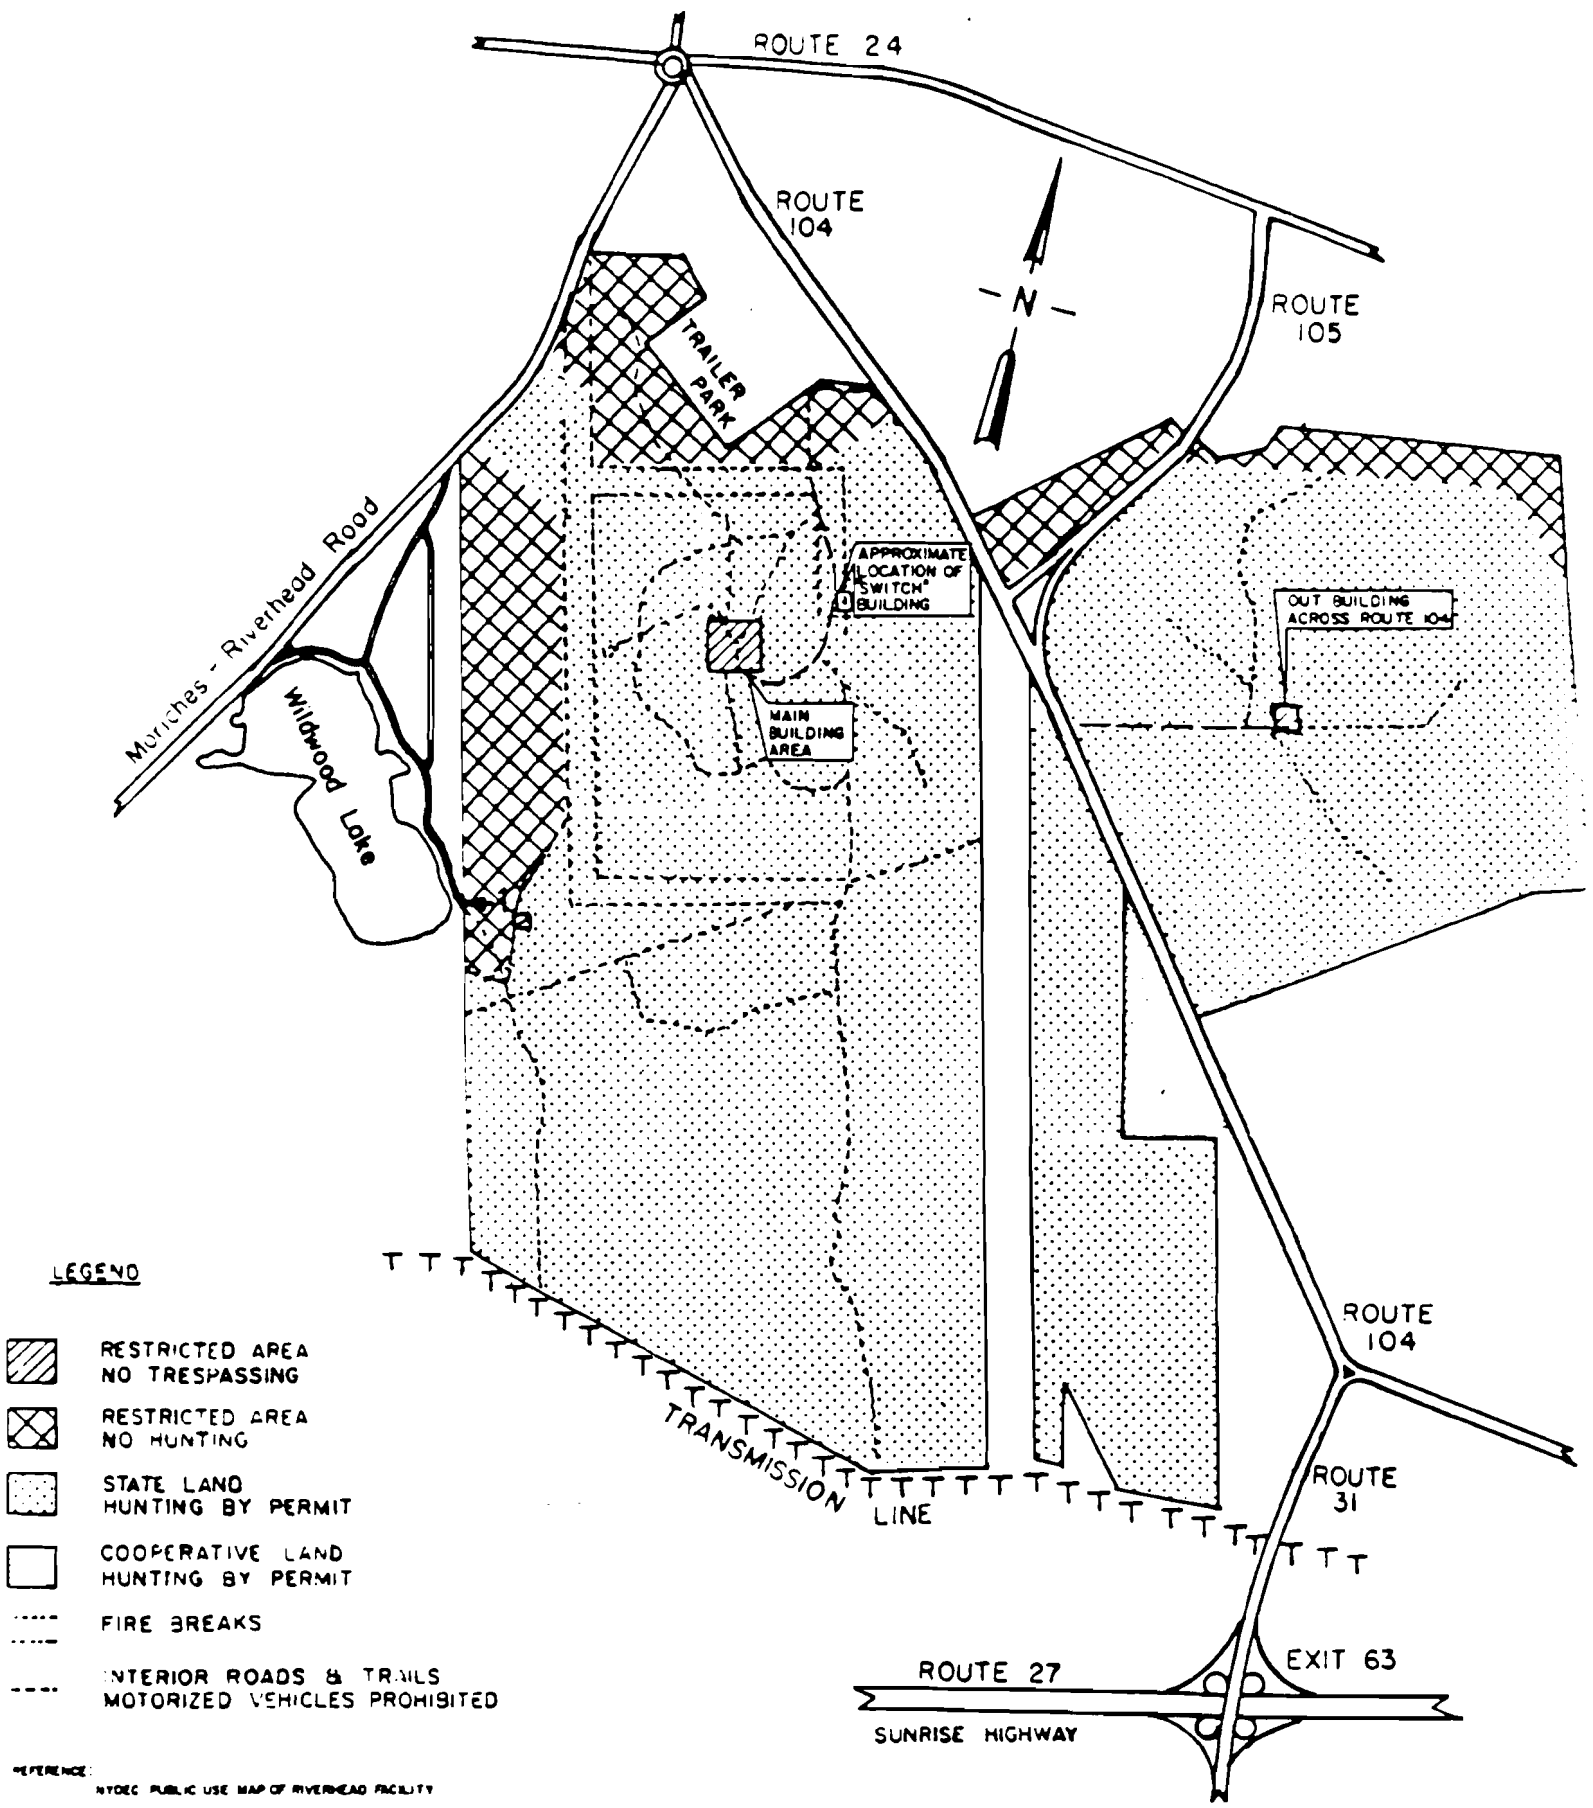 ROUTE 24
ROUTE
104
- N -
ROUTE
105
TRAILER
PARK
Moriches - Riverhead Road
APPROXIMATE
LOCATION OF
"SWITCH"
BUILDING
OUT BUILDING
ACROSS ROUTE 104
Wildwood Lake
MAIN
BUILDING
AREA
LEGEND
RESTRICTED AREA
NO TRESPASSING
RESTRICTED AREA
NO HUNTING
STATE LAND
HUNTING BY PERMIT
COOPERATIVE LAND
HUNTING BY PERMIT
FIRE BREAKS
INTERIOR ROADS & TRAILS
MOTORIZED VEHICLES PROHIBITED
ROUTE
104
TRANSMISSION LINE
ROUTE
31
EXIT 63
ROUTE 27
SUNRISE HIGHWAY
REFERENCE:
NYDEC PUBLIC USE MAP OF RIVERHEAD FACILITY